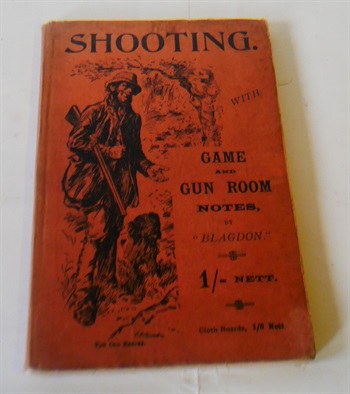 SHOOTING.
WITH
GAME
AND
GUN ROOM
NOTES,
BY
"BLAGDON."
1/= NETT.
Cloth Boards, 1/6 Nett